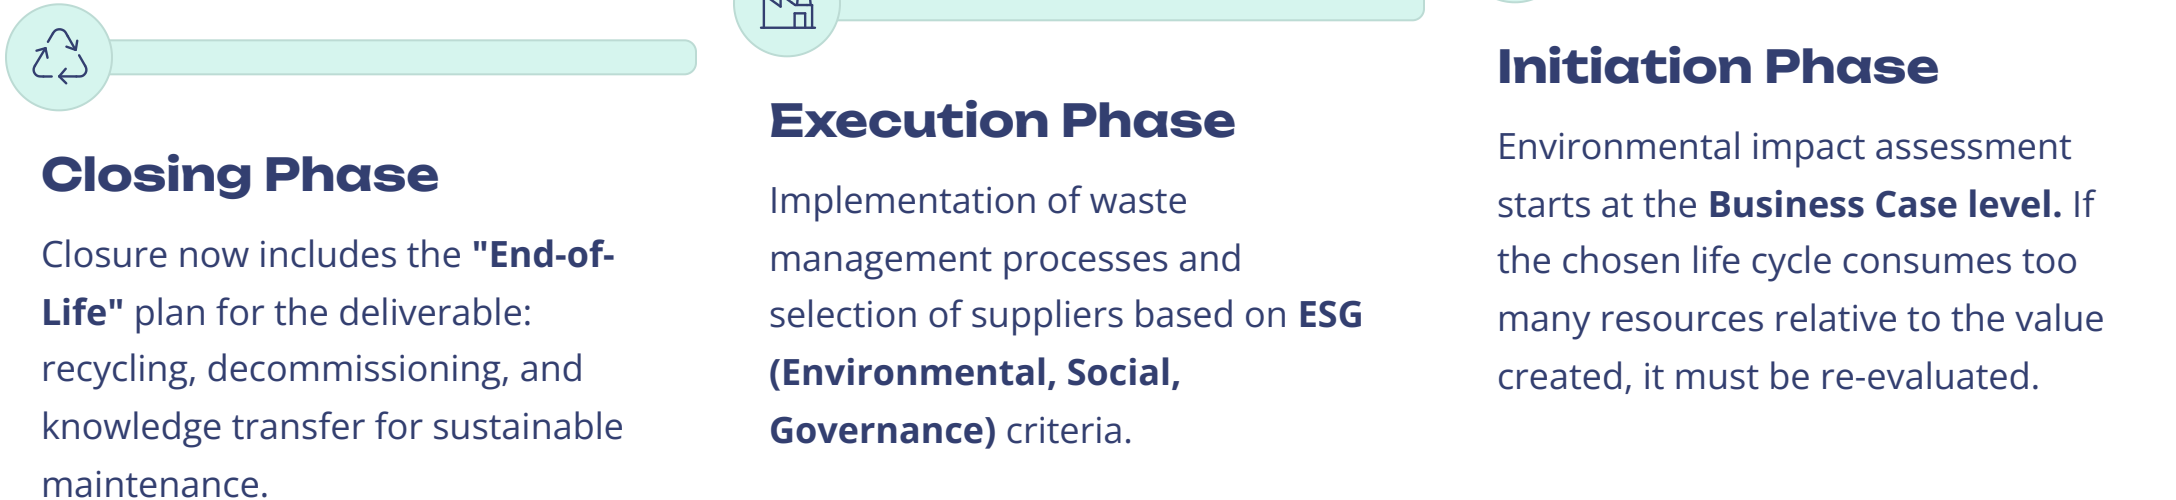 Closing Phase
Closure now includes the "End-of-
Life" plan for the deliverable:
recycling, decommissioning, and
knowledge transfer for sustainable
maintenance.
Execution Phase
Implementation of waste
management processes and
selection of suppliers based on ESG
(Environmental, Social,
Governance) criteria.
Initiation Phase
Environmental impact assessment
starts at the Business Case level. If
the chosen life cycle consumes too
many resources relative to the value
created, it must be re-evaluated.